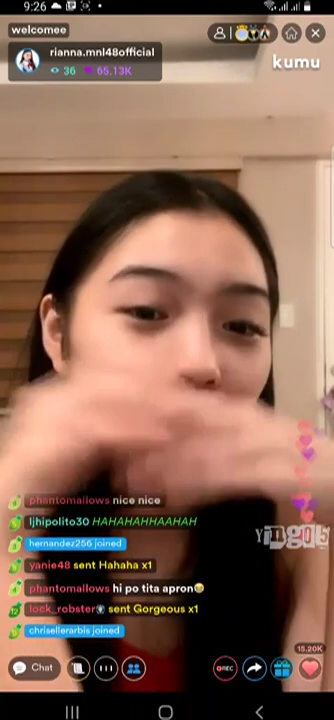 9:26
welcomee
rianna.mnl48official
36 65.13K
kumu
phantomallows nice nice
ljhipolito30 HAHAHAHHAAHAH
hernandez256 joined
yanie48 sent Hahaha x1
phantomallows hi po tita apron
lock_robster sent Gorgeous x1
chrisellerarbis joined
15.20K
Chat
REC